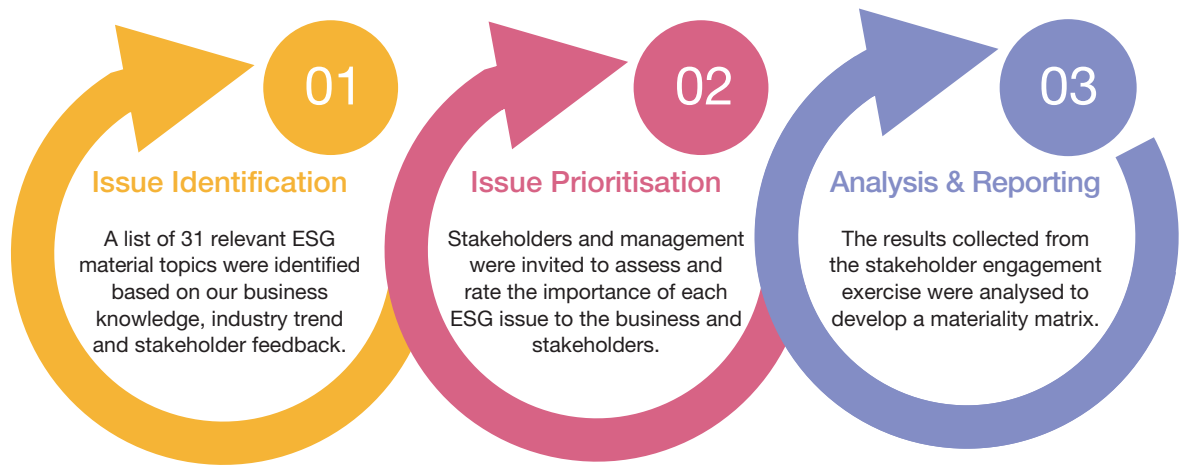 01
Issue Identification
A list of 31 relevant ESG
material topics were identified
based on our business
knowledge, industry trend
and stakeholder feedback.
02
Issue Prioritisation
Stakeholders and management
were invited to assess and
rate the importance of each
ESG issue to the business and
stakeholders.
03
Analysis & Reporting
The results collected from
the stakeholder engagement
exercise were analysed to
develop a materiality matrix.